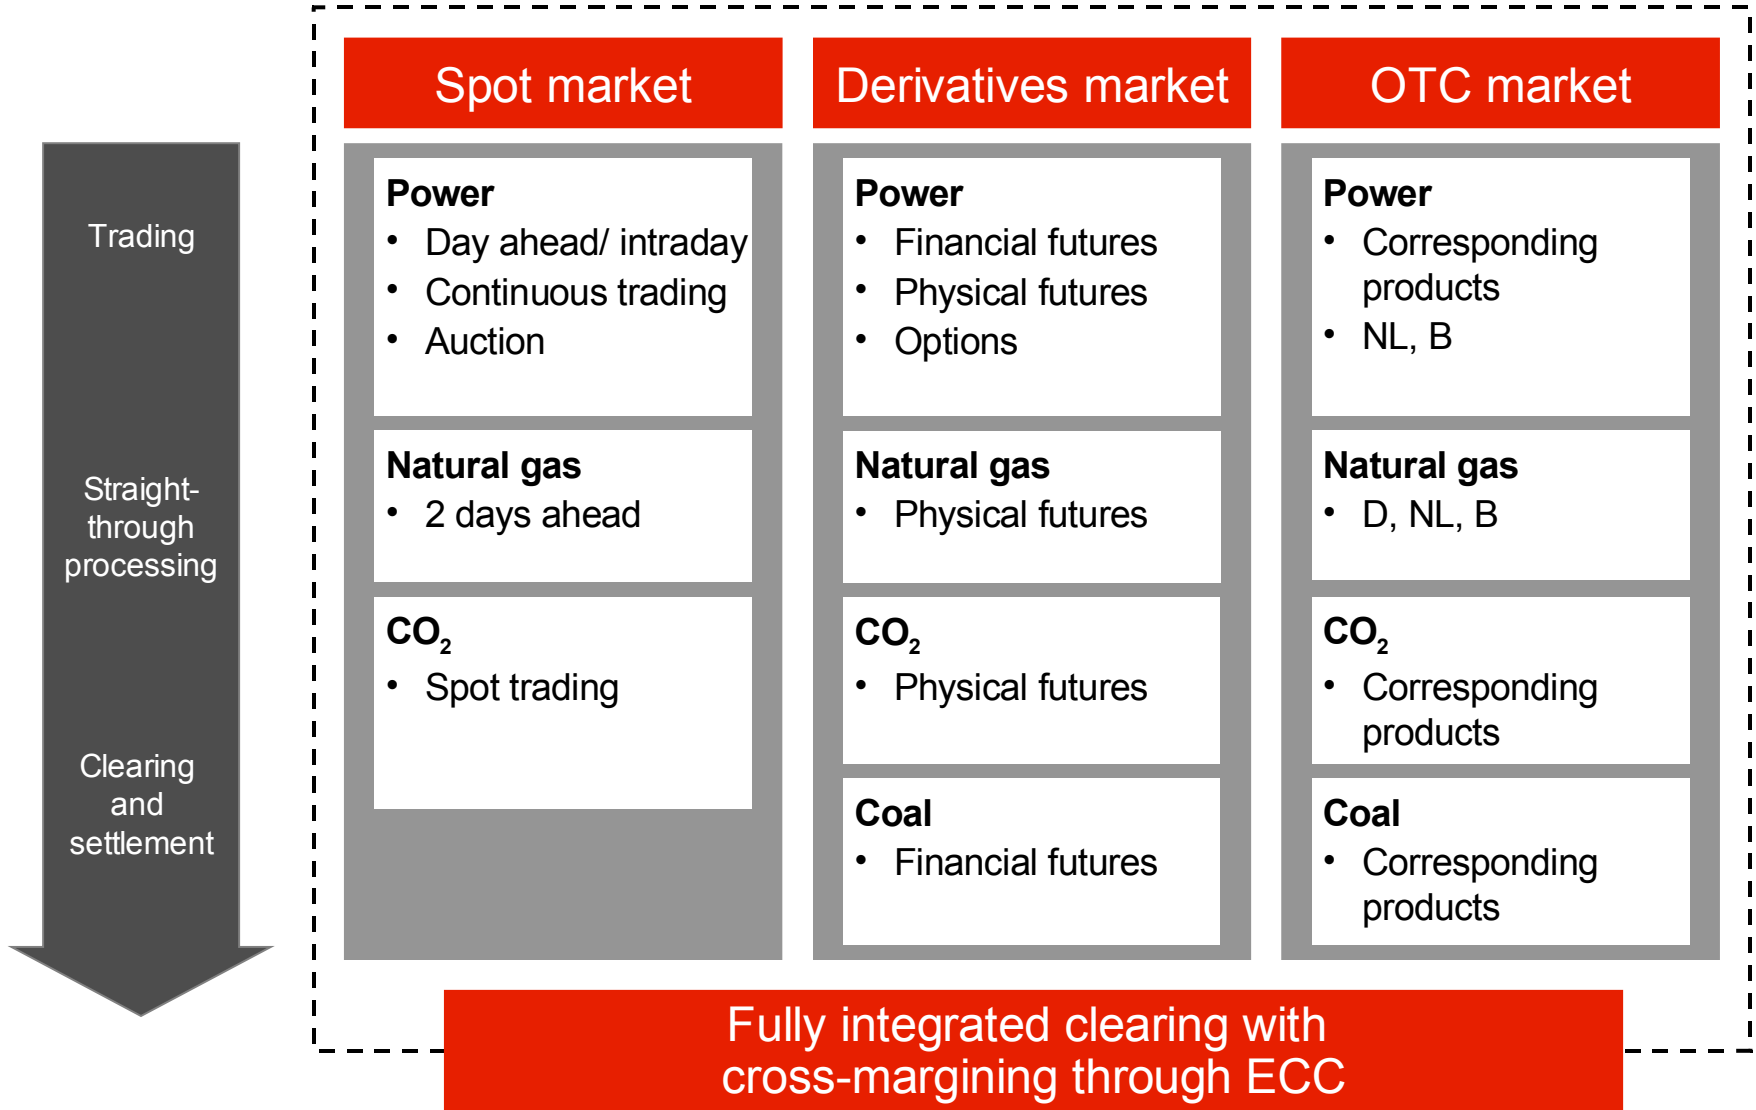 Spot market
Derivatives market
OTC market
Trading
Straight-
through
processing
Clearing
and
settlement
Power
• Day ahead/ intraday
• Continuous trading
• Auction
Natural gas
• 2 days ahead
CO₂
• Spot trading
Power
• Financial futures
• Physical futures
• Options
Natural gas
• Physical futures
CO₂
• Physical futures
Coal
• Financial futures
Power
• Corresponding
products
• NL, B
Natural gas
• D, NL, B
CO₂
• Corresponding
products
Coal
• Corresponding
products
Fully integrated clearing with
cross-margining through ECC